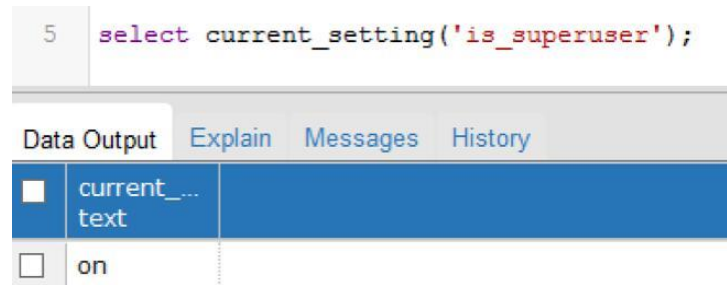 5 select current_setting('is_superuser');
Data Output Explain Messages History
current_...
text
on